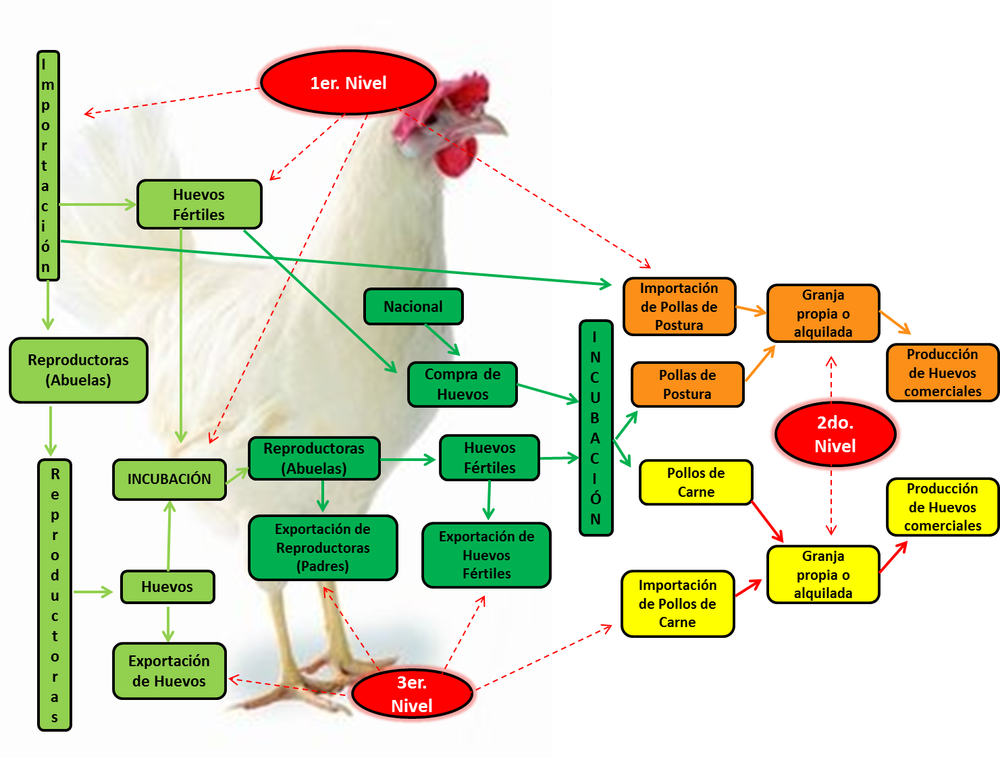 Importación
1er. Nivel
Huevos
Fértiles
Nacional
Importación
de Pollas de
Postura
Granja
propia o
alquilada
Reproductoras
(Abuelas)
Compra de
Huevos
INCUBACIÓN
Pollas de
Postura
Producción
de Huevos
comerciales
2do.
Nivel
Reproductoras
INCUBACIÓN
Reproductoras
(Abuelas)
Huevos
Fértiles
Pollos de
Carne
Producción
de Huevos
comerciales
Exportación de
Reproductoras
(Padres)
Exportación de
Huevos
Fértiles
Granja
propia o
alquilada
Huevos
Importación
de Pollos de
Carne
Exportación
de Huevos
3er.
Nivel